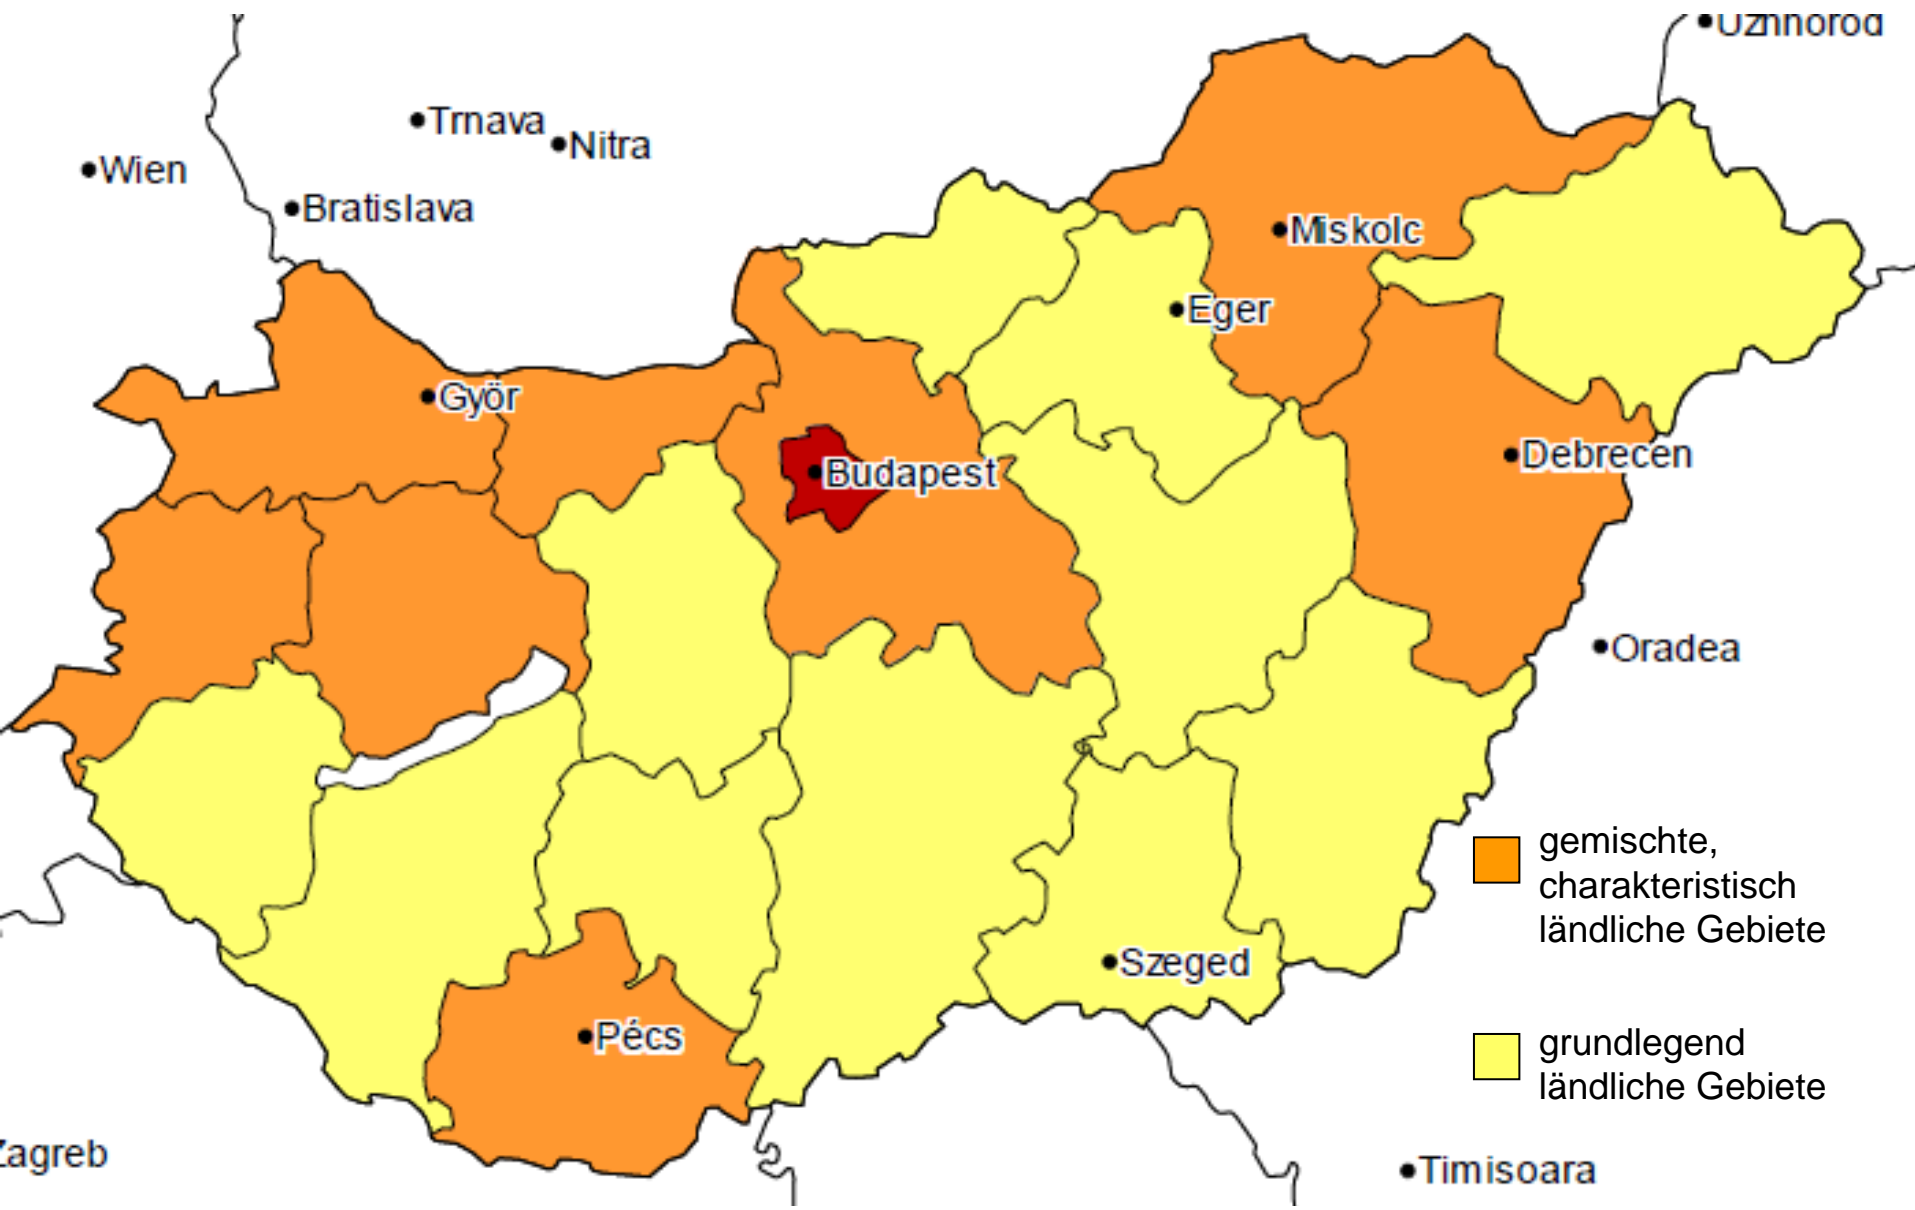 Uzhhorod
Trnava
Nitra
Wien
Bratislava
Miskolc
Eger
Györ
Debrecen
Budapest
Oradea
gemischte,
charakteristisch
ländliche Gebiete
Szeged
Pécs
grundlegend
ländliche Gebiete
Zagreb
Timisoara